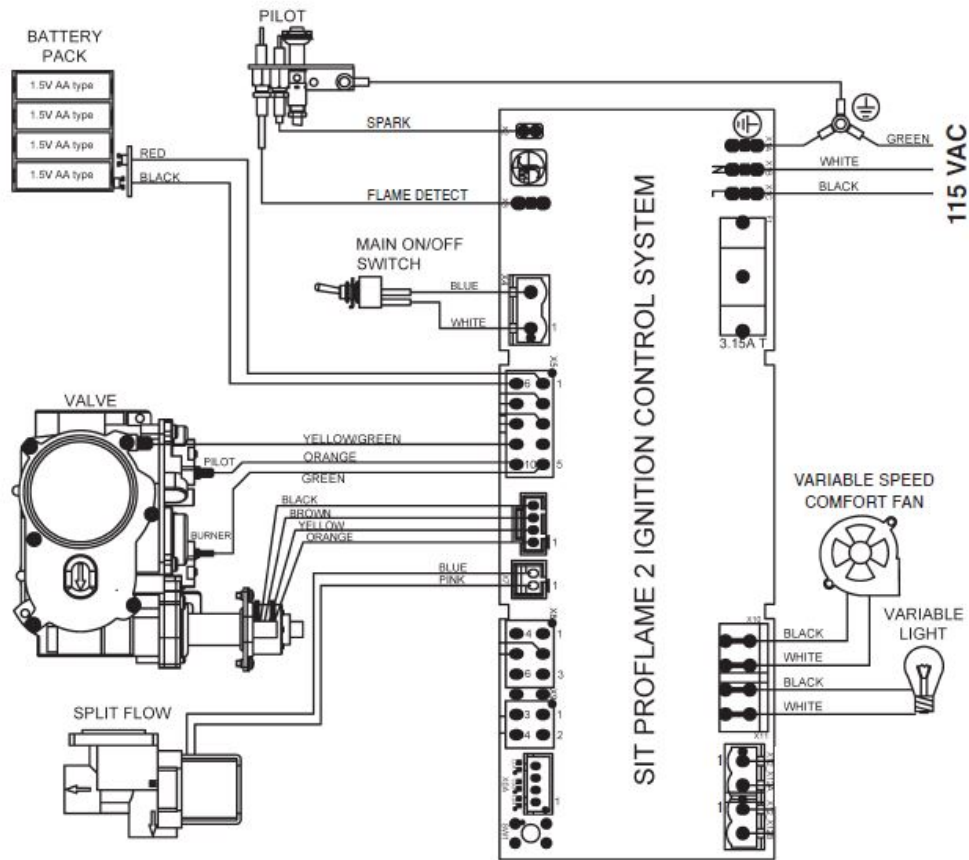 PILOT
BATTERY
PACK
1.5V AA type
1.5V AA type
1.5V AA type
1.5V AA type
RED
BLACK
SPARK
FLAME DETECT
GREEN
WHITE
BLACK
115 VAC
N
L
MAIN ON/OFF
SWITCH
BLUE
WHITE
X4
1
3.15A T
SIT PROFLAME 2 IGNITION CONTROL SYSTEM
X5
6
1
10
5
VALVE
YELLOW/GREEN
PILOT
ORANGE
GREEN
BLACK
BROWN
YELLOW
ORANGE
1
BURNER
BLUE
PINK
1
4
1
6
3
3
1
4
2
1
SPLIT FLOW
VARIABLE SPEED
COMFORT FAN
X10
BLACK
WHITE
VARIABLE
LIGHT
BLACK
WHITE
X11
1
1